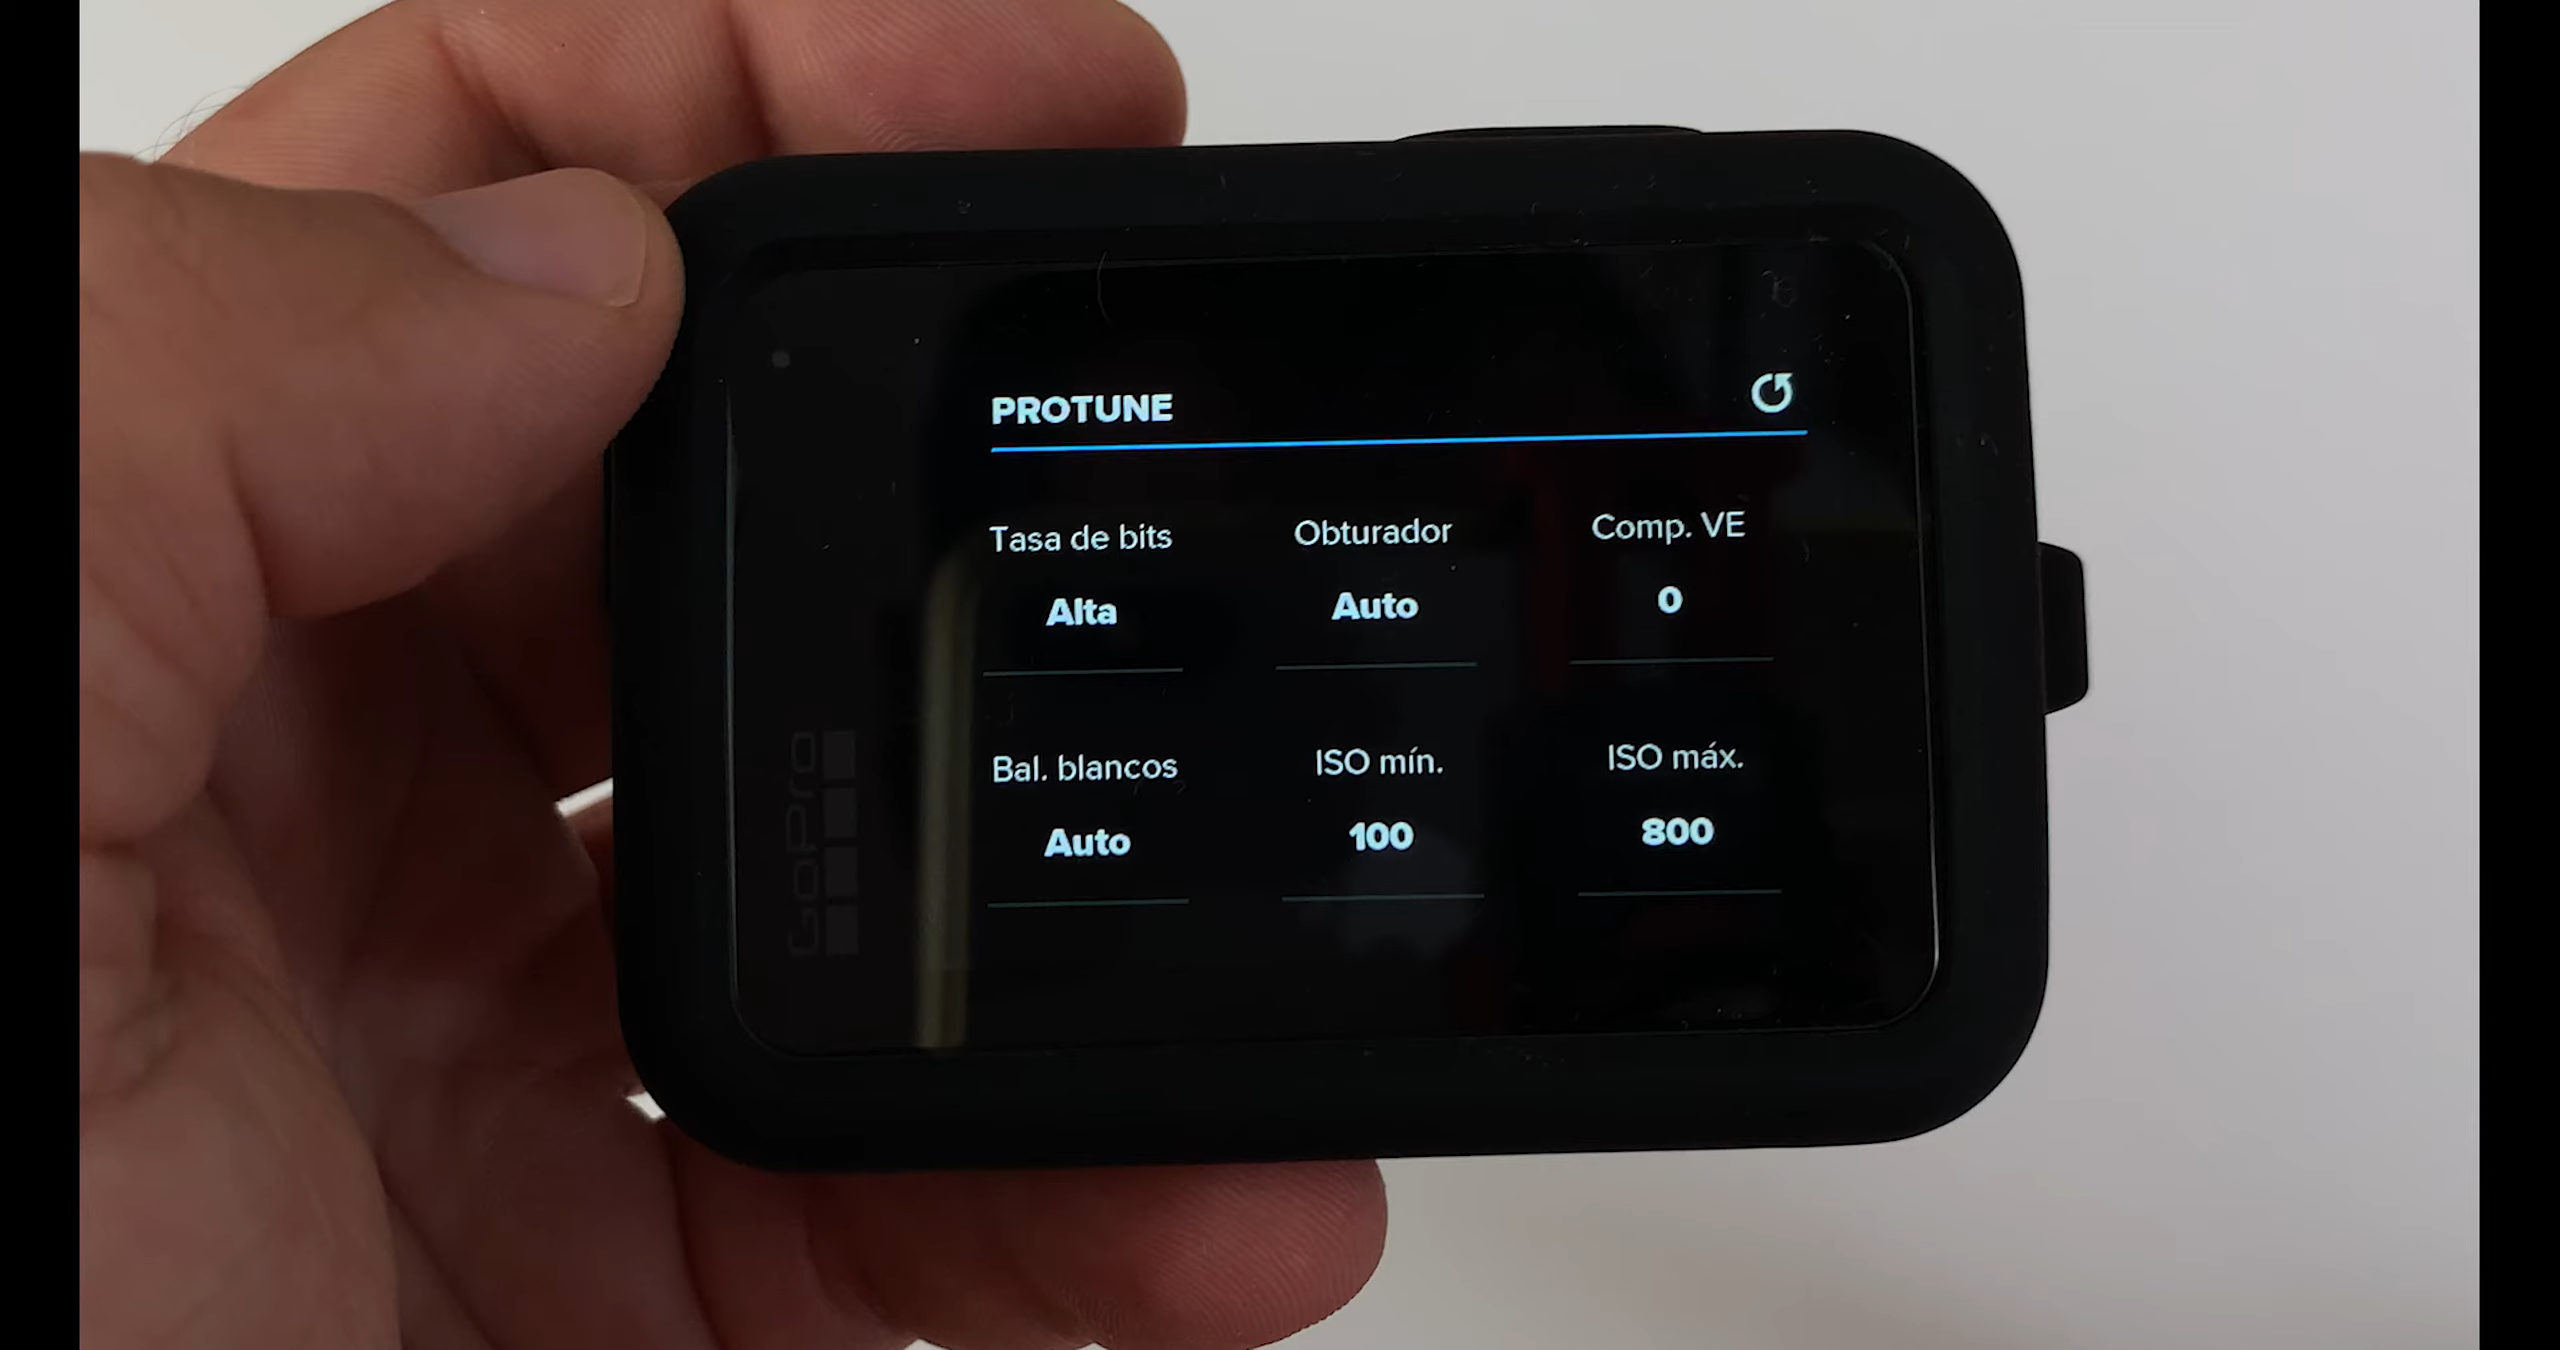 PROTUNE
Tasa de bits Obturador Comp. VE
Alta Auto 0
Bal. blancos ISO mín. ISO máx.
Auto 100 800
GoPro